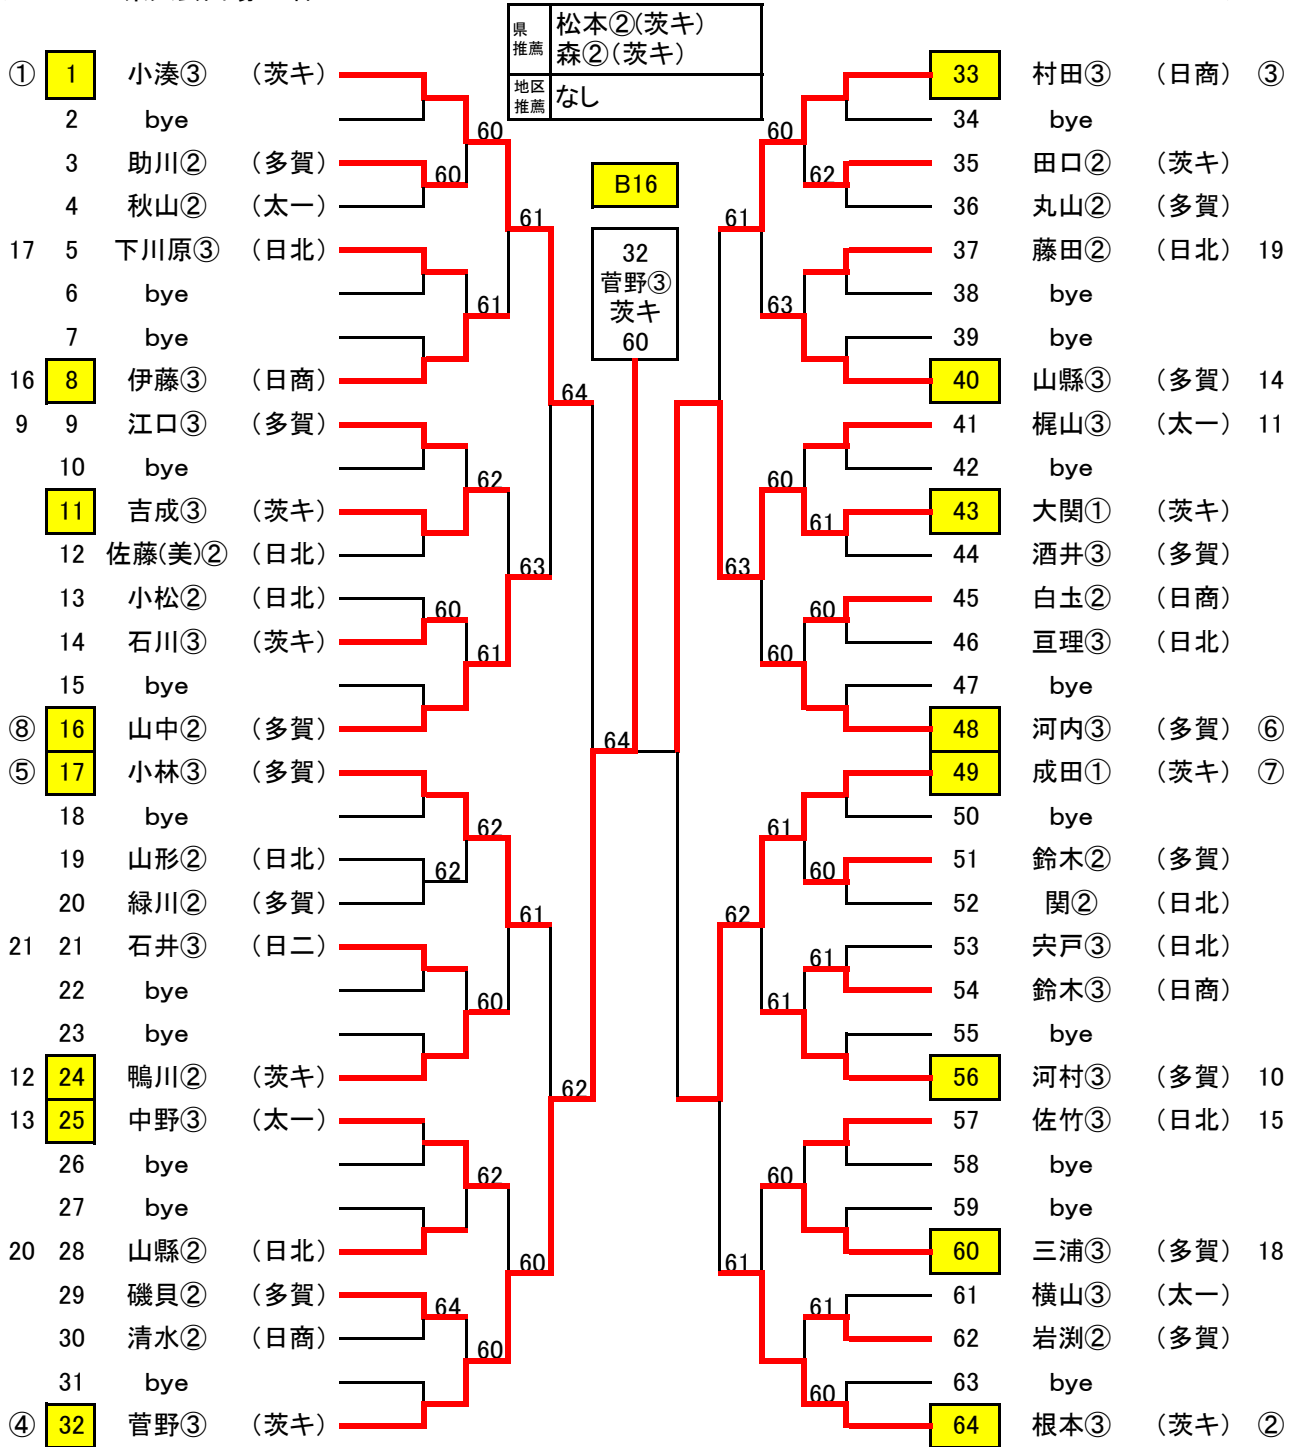 県推薦 松本②(茨キ)
森②(茨キ)
地区推薦 なし
① 1 小湊③ (茨キ)
2 bye
3 助川② (多賀)
4 秋山② (太一)
17 5 下川原③ (日北)
6 bye
7 bye
16 8 伊藤③ (日商)
9 9 江口③ (多賀)
10 bye
11 吉成③ (茨キ)
12 佐藤(美)② (日北)
13 小松② (日北)
14 石川③ (茨キ)
15 bye
⑧ 16 山中② (多賀)
⑤ 17 小林③ (多賀)
18 bye
19 山形② (日北)
20 緑川② (多賀)
21 21 石井③ (日二)
22 bye
23 bye
12 24 鴨川② (茨キ)
13 25 中野③ (太一)
26 bye
27 bye
20 28 山縣② (日北)
29 磯貝② (多賀)
30 清水② (日商)
31 bye
④ 32 菅野③ (茨キ)
60
60
61
61
64
62
63
60
61
64
62
62
61
60
62
62
60
64
60
B16
32
菅野③
茨キ
60
60
62
61
63
60
61
63
60
60
61
60
62
61
61
60
61
61
60
33 村田③ (日商) ③
34 bye
35 田口② (茨キ)
36 丸山② (多賀)
37 藤田② (日北) 19
38 bye
39 bye
40 山縣③ (多賀) 14
41 梶山③ (太一) 11
42 bye
43 大関① (茨キ)
44 酒井③ (多賀)
45 白圡② (日商)
46 亘理③ (日北)
47 bye
48 河内③ (多賀) ⑥
49 成田① (茨キ) ⑦
50 bye
51 鈴木② (多賀)
52 関② (日北)
53 宍戸③ (日北)
54 鈴木③ (日商)
55 bye
56 河村③ (多賀) 10
57 佐竹③ (日北) 15
58 bye
59 bye
60 三浦③ (多賀) 18
61 横山③ (太一)
62 岩渕② (多賀)
63 bye
64 根本③ (茨キ) ②